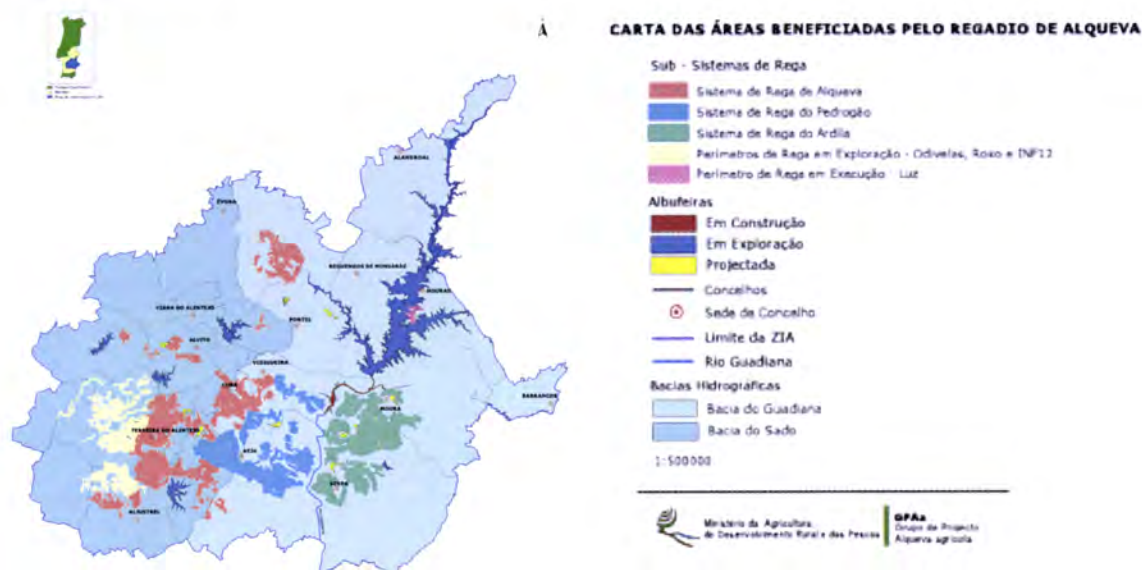 CARTA DAS ÁREAS BENEFICIADAS PELO REGADIO DE ALQUEVA
Sub - Sistemas de Rega
Sistema de Rega de Alqueva
Sistema de Rega do Pedrogão
Sistema de Rega do Ardila
Perímetros de Rega em Exploração - Odivelas, Roxo e INF12
Perímetro de Rega em Execução - Luz
Albufeiras
Em Construção
Em Exploração
Projectada
Concelhos
Sede de Concelho
Limite da ZIA
Rio Guadiana
Bacias Hidrográficas
Bacia do Guadiana
Bacia do Sado
1:500000
Ministério da Agricultura,
do Desenvolvimento Rural e das Pescas
GPAa
Grupo de Projecto
Alqueva agrícola
ALANDROAL
ÉVORA
REGUENGOS DE MONSARAZ
MOURÃO
VIANA DO ALENTEJO
PORTEL
ALVITO
VIDIGUEIRA
CUBA
BARRANCOS
MOURA
FERREIRA DO ALENTEJO
BEJA
SERPA
ALJUSTREL